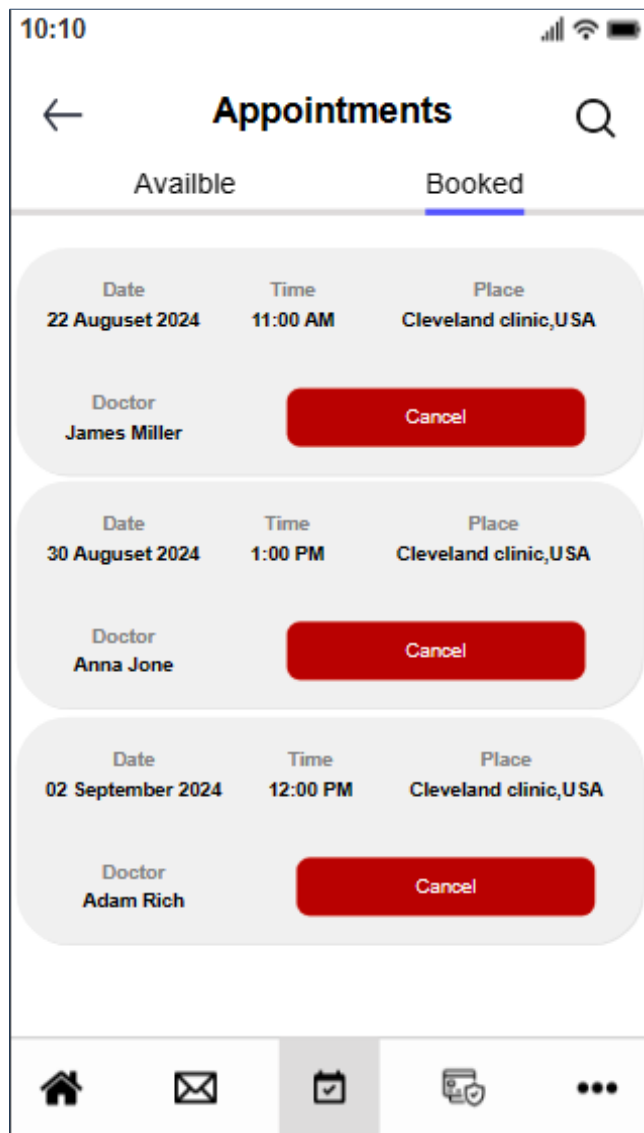 10:10
Appointments
Availble Booked
Date Time Place
22 Auguset 2024 11:00 AM Cleveland clinic,USA
Doctor
James Miller
Cancel
Date Time Place
30 Auguset 2024 1:00 PM Cleveland clinic,USA
Doctor
Anna Jone
Cancel
Date Time Place
02 September 2024 12:00 PM Cleveland clinic,USA
Doctor
Adam Rich
Cancel